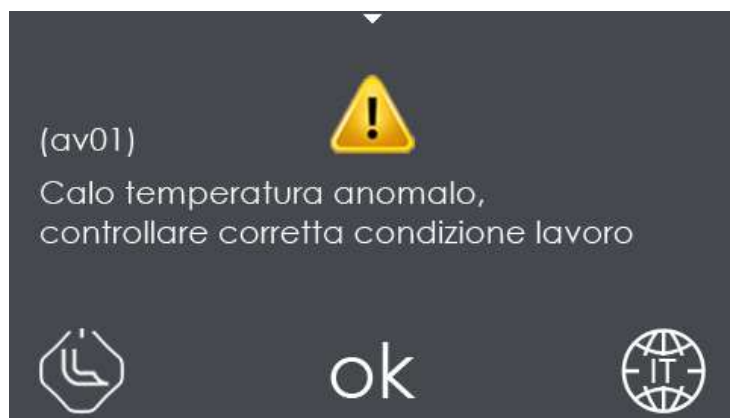 (av01)
Calo temperatura anomalo,
controllare corretta condizione lavoro
ok
IT